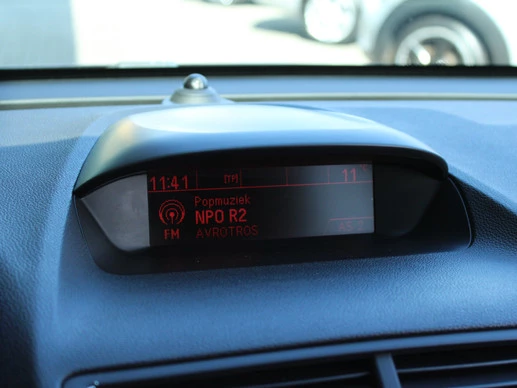 11:41 11
Popmuziek
NPO R2
FM AVROTROS